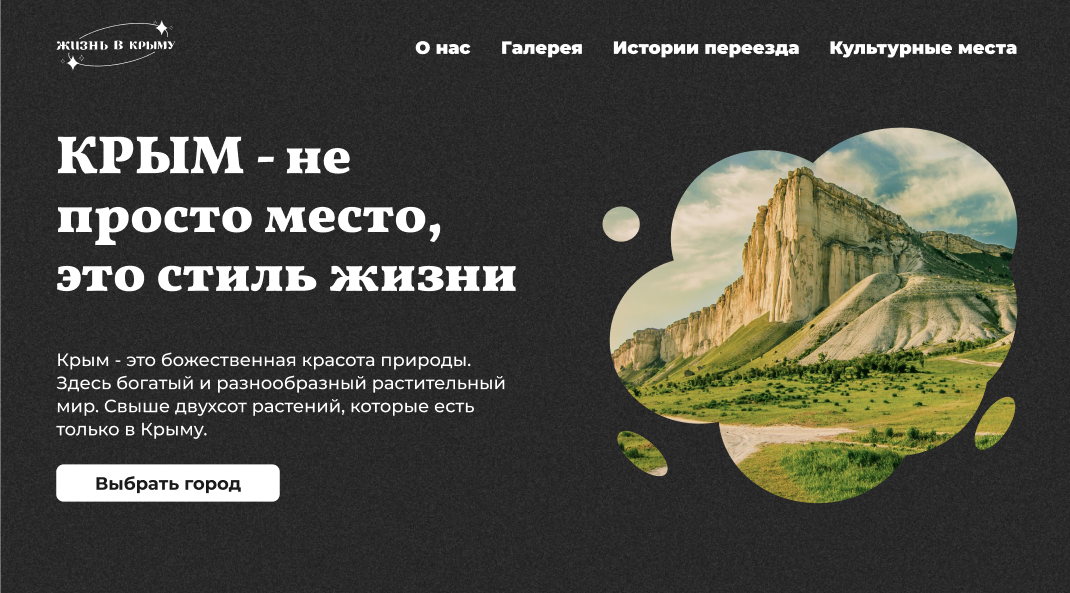 жизнь в крыму
О нас Галерея Истории переезда Культурные места
КРЫМ - не
просто место,
это стиль жизни
Крым - это божественная красота природы.
Здесь богатый и разнообразный растительный
мир. Свыше двухсот растений, которые есть
только в Крыму.
Выбрать город